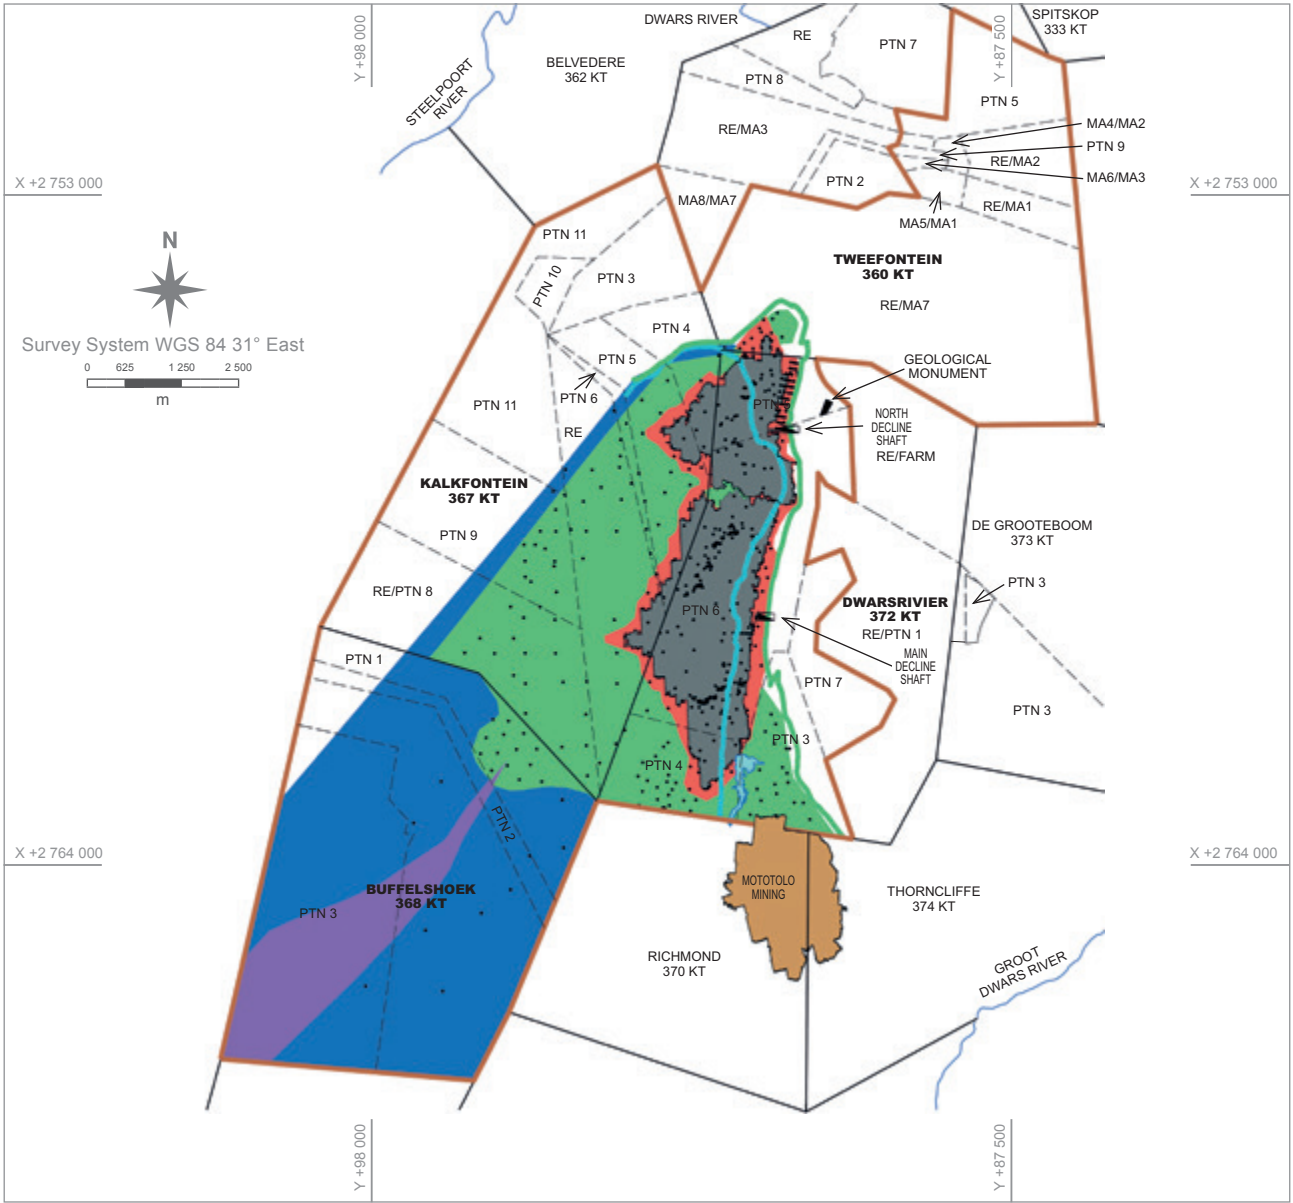 DWARS RIVER
SPITSKOP
333 KT
Y +98 000
Y +87 500
RE
PTN 7
BELVEDERE
362 KT
STEELPOORT
RIVER
PTN 8
PTN 5
RE/MA3
MA4/MA2
PTN 9
RE/MA2
MA6/MA3
X +2 753 000
X +2 753 000
PTN 2
MA8/MA7
RE/MA1
MA5/MA1
N
PTN 11
TWEEFONTEIN
360 KT
PTN 10
PTN 3
RE/MA7
Survey System WGS 84 31° East
0 625 1 250 2 500
m
PTN 4
PTN 5
GEOLOGICAL
MONUMENT
PTN 6
PTN 11
RE
NORTH
DECLINE
SHAFT
RE/FARM
KALKFONTEIN
367 KT
PTN 9
DE GROOTEBOOM
373 KT
PTN 3
RE/PTN 8
PTN 6
DWARSRIVIER
372 KT
RE/PTN 1
MAIN
DECLINE
SHAFT
PTN 1
PTN 7
PTN 3
PTN 3
PTN 4
PTN 2
X +2 764 000
X +2 764 000
MOTOTOLO
MINING
BUFFELSHOEK
368 KT
THORNCLIFFE
374 KT
PTN 3
RICHMOND
370 KT
GROOT
DWARS RIVER
Y +98 000
Y +87 500